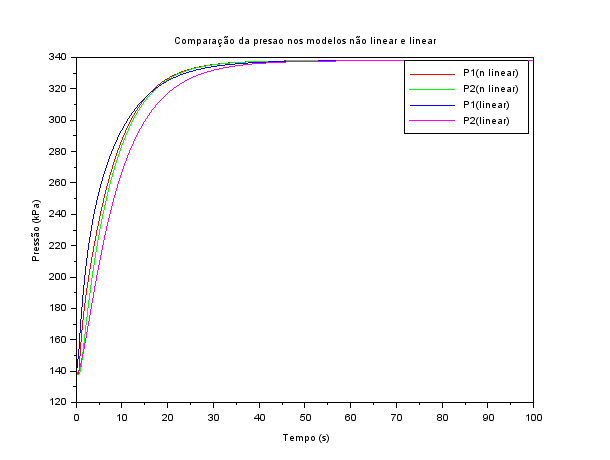 Comparação da presao nos modelos não linear e linear
340
320
300
280
260
240
220
200
180
160
140
120
Pressão (kPa)
P1(n linear)
P2(n linear)
P1(linear)
P2(linear)
0 10 20 30 40 50 60 70 80 90 100
Tempo (s)